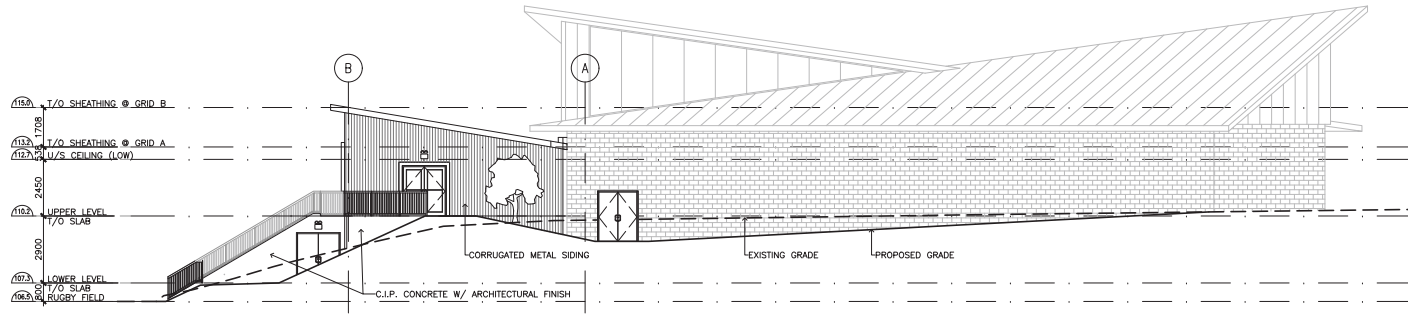 B
A
115.0 T/O SHEATHING @ GRID B
1708
113.2 T/O SHEATHING @ GRID A
538
112.7 U/S CEILING (LOW)
2450
110.2 UPPER LEVEL
T/O SLAB
29300
CORRUGATED METAL SIDING
EXISTING GRADE
PROPOSED GRADE
107.3 LOWER LEVEL
T/O SLAB
800
106.5 RUGBY FIELD
C.I.P. CONCRETE W/ ARCHITECTURAL FINISH